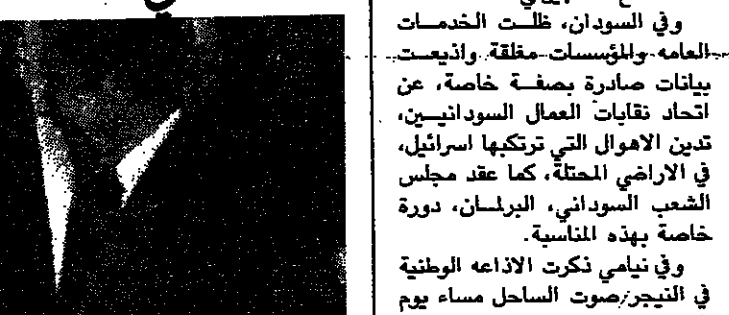 وفي السودان، ظلت الخدمات
العامه والمؤسسات مغلقة واذيعت
بيانات صادرة بصفة خاصة، عن
اتحاد نقابات العمال السودانيين،
تدين الاهوال التي ترتكبها اسرائيل،
في الاراضي المحتلة، كما عقد مجلس
الشعب السوداني، البرلمان، دورة
خاصة بهذه المناسبة.
وفي نيامي ذكرت الاذاعه الوطنية
في النيجر/صوت الساحل مساء يوم